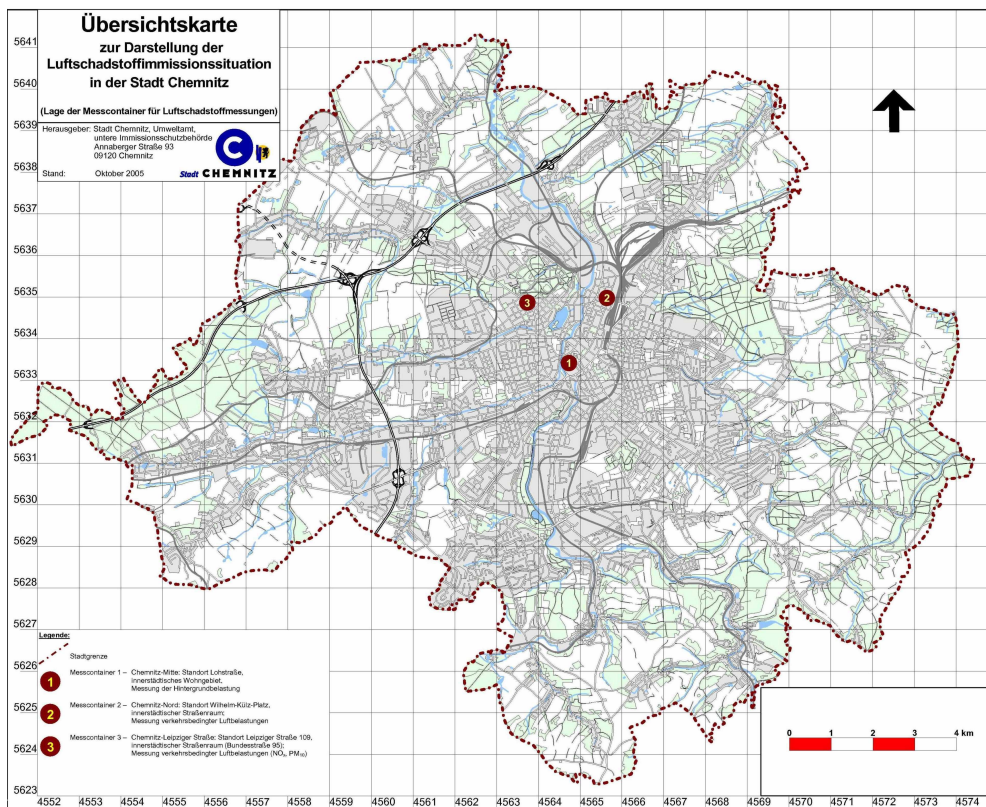 Übersichtskarte
zur Darstellung der
Luftschadstoffimmissionssituation
in der Stadt Chemnitz
(Lage der Messcontainer für Luftschadstoffmessungen)
Herausgeber: Stadt Chemnitz, Umweltamt,
untere Immissionsschutzbehörde
Annaberger Straße 93
09120 Chemnitz
Stand: Oktober 2005
C
Stadt CHEMNITZ
5641
5640
5639
5638
5637
5636
5635
5634
5633
5632
5631
5630
5629
5628
5627
5626
5625
5624
5623
3
2
1
Legende:
Stadtgrenze
1 Messcontainer 1 – Chemnitz-Mitte: Standort Lohstraße,
innerstädtisches Wohngebiet,
Messung der Hintergrundbelastung
2 Messcontainer 2 – Chemnitz-Nord: Standort Wilhelm-Külz-Platz,
innerstädtischer Straßenraum;
Messung verkehrsbedingter Luftbelastungen
3 Messcontainer 3 – Chemnitz-Leipziger Straße: Standort Leipziger Straße 109,
innerstädtischer Straßenraum (Bundesstraße 95);
Messung verkehrsbedingter Luftbelastungen (NOₓ, PM₁₀)
0 1 2 3 4 km
4552 4553 4554 4555 4556 4557 4558 4559 4560 4561 4562 4563 4564 4565 4566 4567 4568 4569 4570 4571 4572 4573 4574